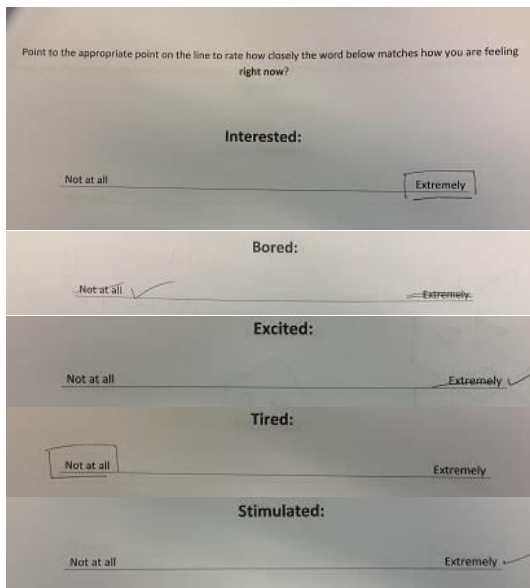 Point to the appropriate point on the line to rate how closely the word below matches how you are feeling
right now?
Interested:
Not at all
Extremely
Bored:
Not at all
Extremely
Excited:
Not at all
Extremely
Tired:
Not at all
Extremely
Stimulated:
Not at all
Extremely